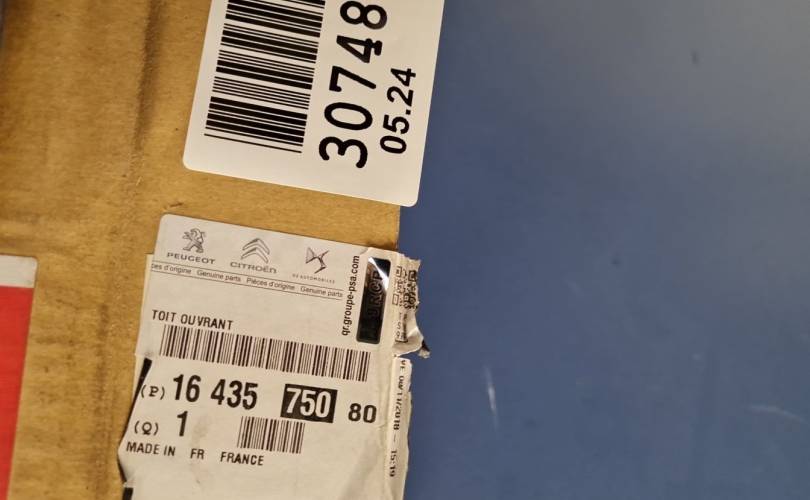 30748
05.24
PEUGEOT CITROËN DS AUTOMOBILES
ces d'origine Genuine parts Pièces d'origine Genuine parts
qr.groupe-psa.com
TOIT OUVRANT
(P) 16 435 750 80
(Q) 1
MADE IN FR FRANCE